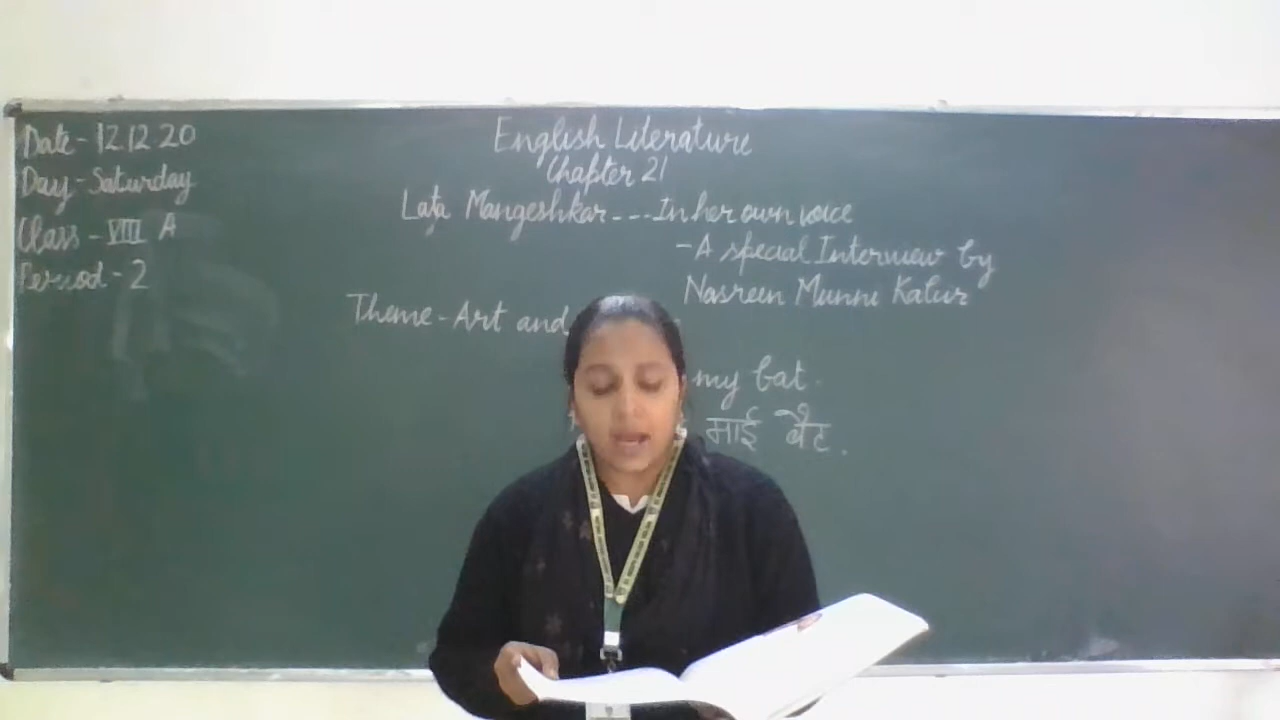 Date - 12.12.20
Day - Saturday
Class - VIII A
Period - 2
English Literature
Chapter 21
Lata Mangeshkar --- In her own voice
- A special Interview by
Nasreen Munni Kabir
Theme - Art and
my bat.
माई बैट.